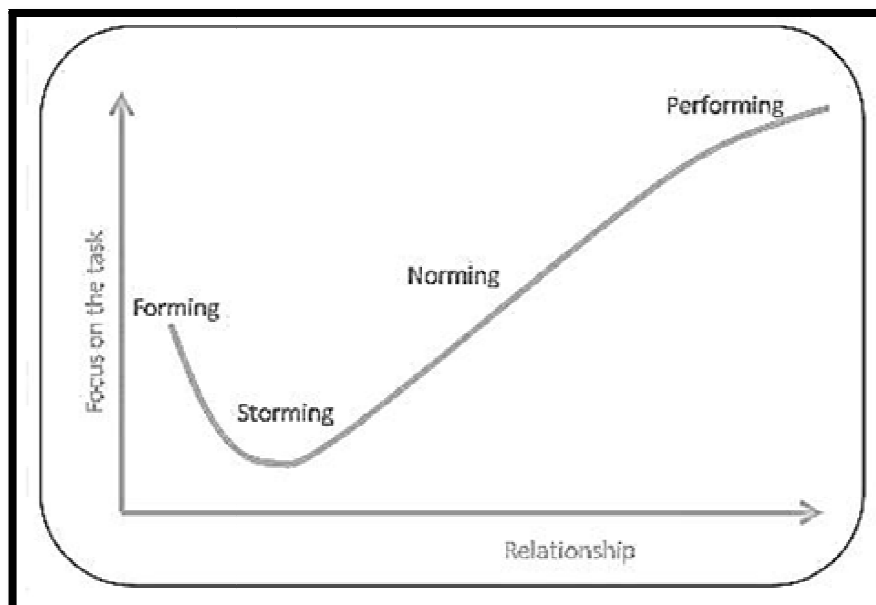 Performing
Norming
Forming
Storming
Focus on the task
Relationship